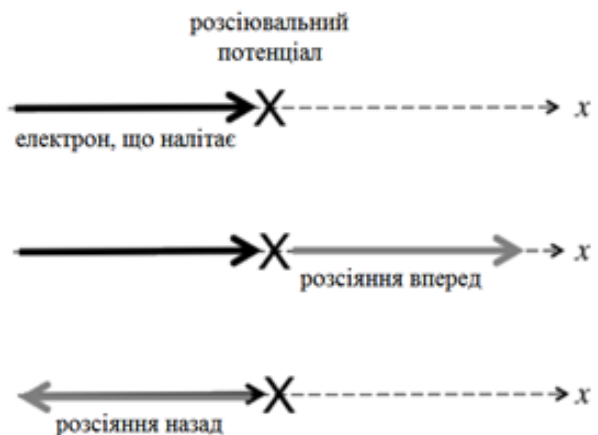 розсіювальний
потенціал
x
електрон, що налітає
x
розсіяння вперед
x
розсіяння назад